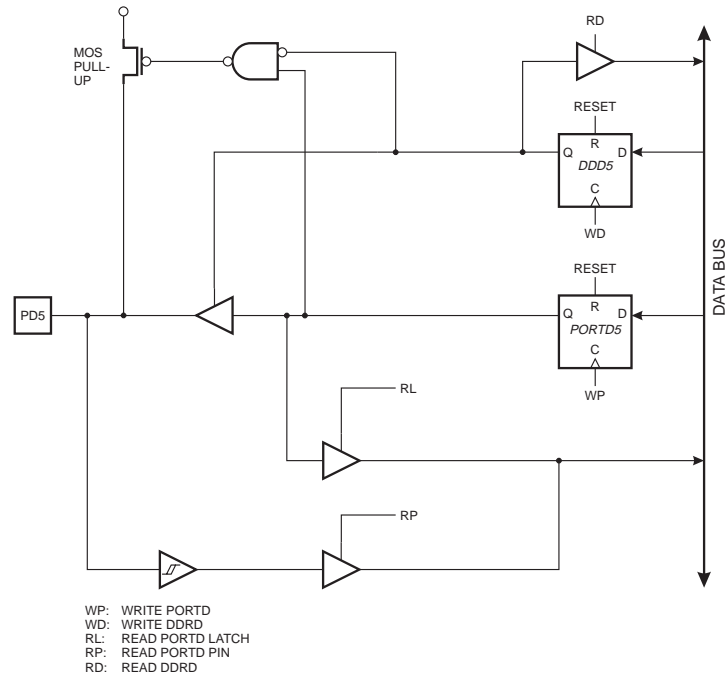 RD
MOS
PULL-
UP
RESET
R
Q
D
DDD5
C
WD
DATA BUS
RESET
R
Q
D
PD5
PORTD5
C
WP
RL
RP
WP: WRITE PORTD
WD: WRITE DDRD
RL: READ PORTD LATCH
RP: READ PORTD PIN
RD: READ DDRD